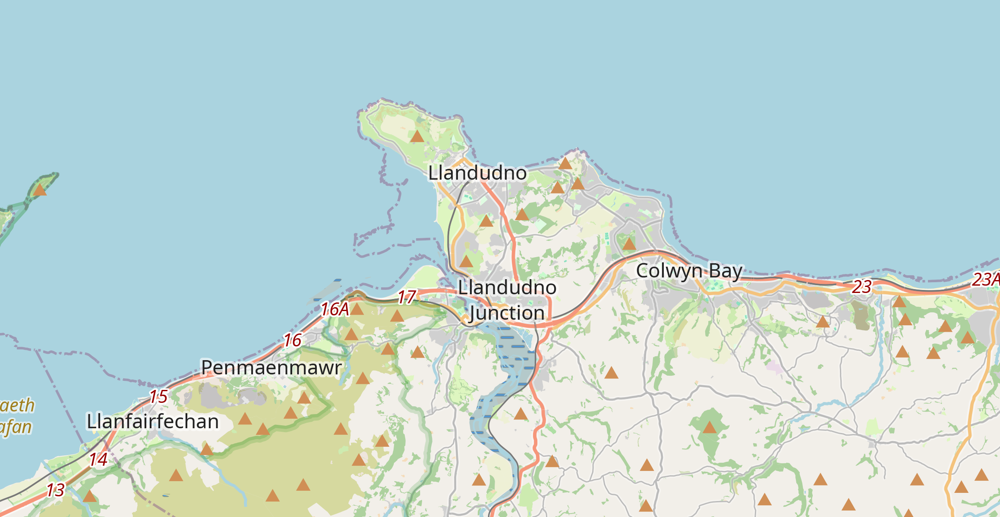 Llandudno
Colwyn Bay
Llandudno
Junction
23A
23
17
16A
16
Penmaenmawr
15
Llanfairfechan
14
13